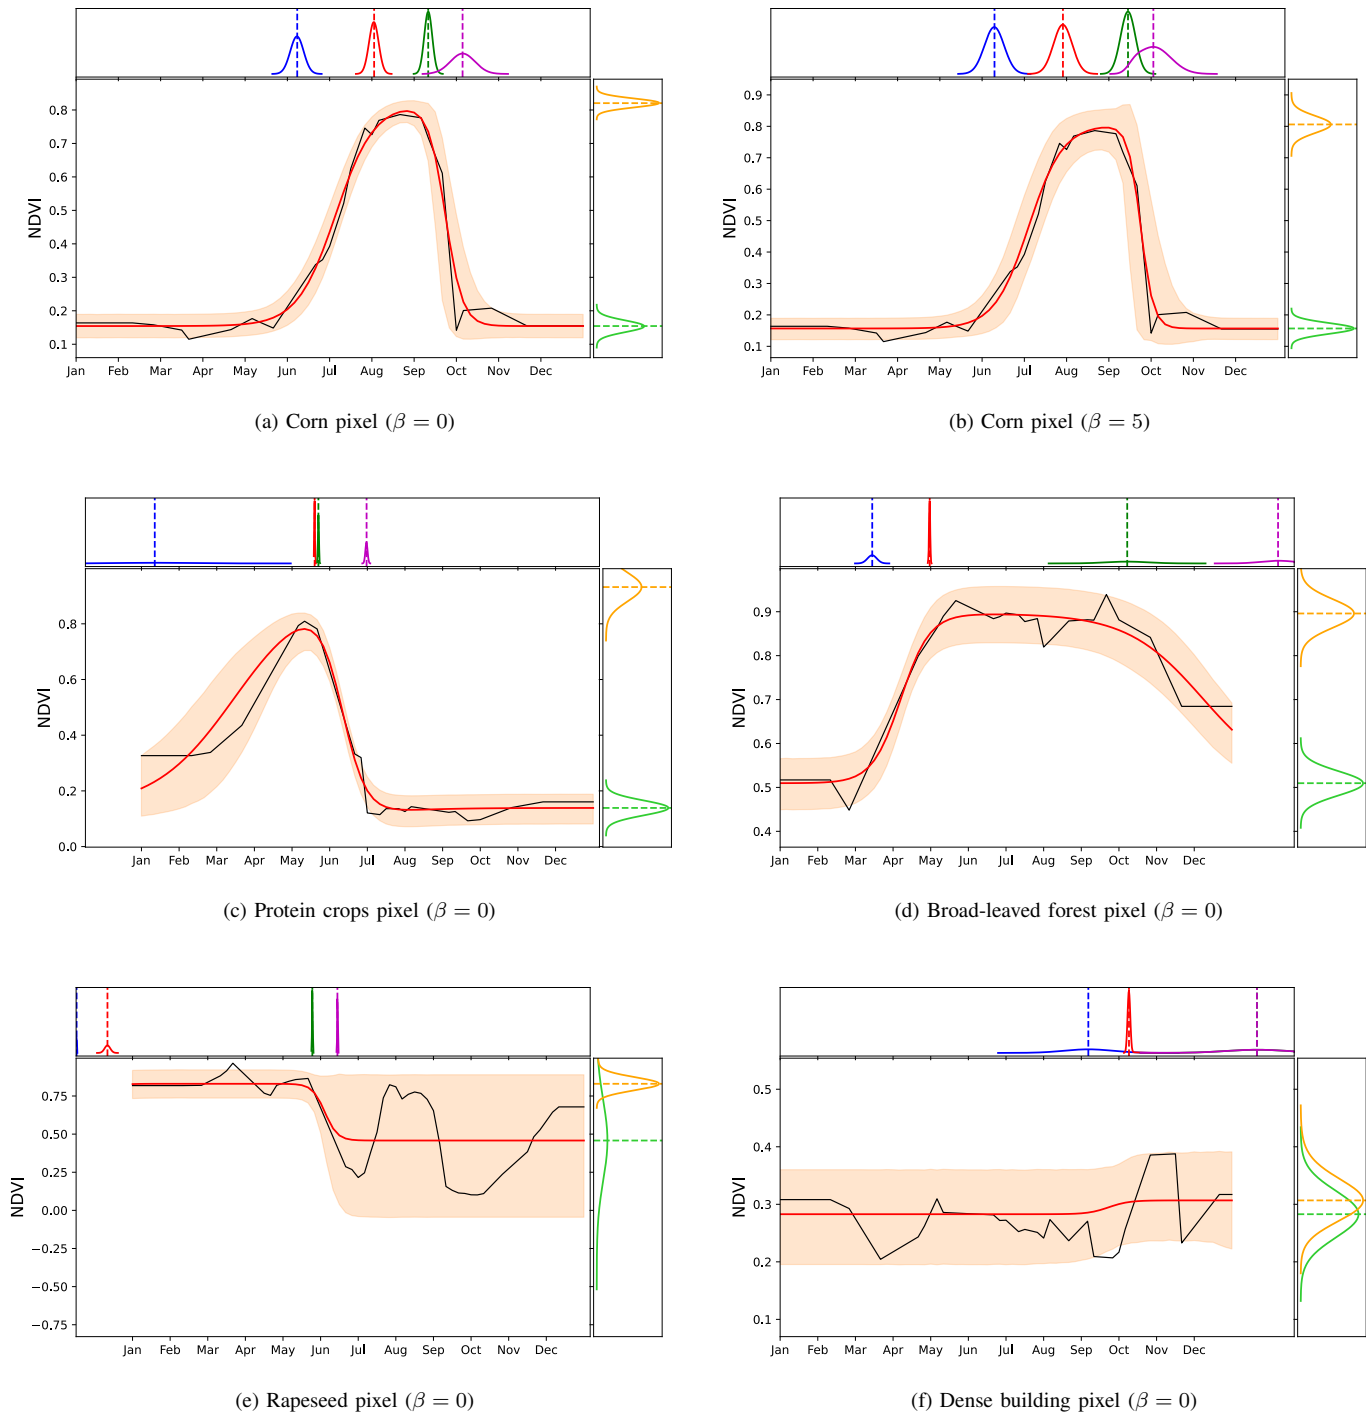 NDVI
0.8
0.7
0.6
0.5
0.4
0.3
0.2
0.1
Jan Feb Mar Apr May Jun Jul Aug Sep Oct Nov Dec
(a) Corn pixel (β = 0)
NDVI
0.9
0.8
0.7
0.6
0.5
0.4
0.3
0.2
0.1
Jan Feb Mar Apr May Jun Jul Aug Sep Oct Nov Dec
(b) Corn pixel (β = 5)
NDVI
0.8
0.6
0.4
0.2
0.0
Jan Feb Mar Apr May Jun Jul Aug Sep Oct Nov Dec
(c) Protein crops pixel (β = 0)
NDVI
0.9
0.8
0.7
0.6
0.5
0.4
Jan Feb Mar Apr May Jun Jul Aug Sep Oct Nov Dec
(d) Broad-leaved forest pixel (β = 0)
NDVI
0.75
0.50
0.25
0.00
−0.25
−0.50
−0.75
Jan Feb Mar Apr May Jun Jul Aug Sep Oct Nov Dec
(e) Rapeseed pixel (β = 0)
NDVI
0.5
0.4
0.3
0.2
0.1
Jan Feb Mar Apr May Jun Jul Aug Sep Oct Nov Dec
(f) Dense building pixel (β = 0)